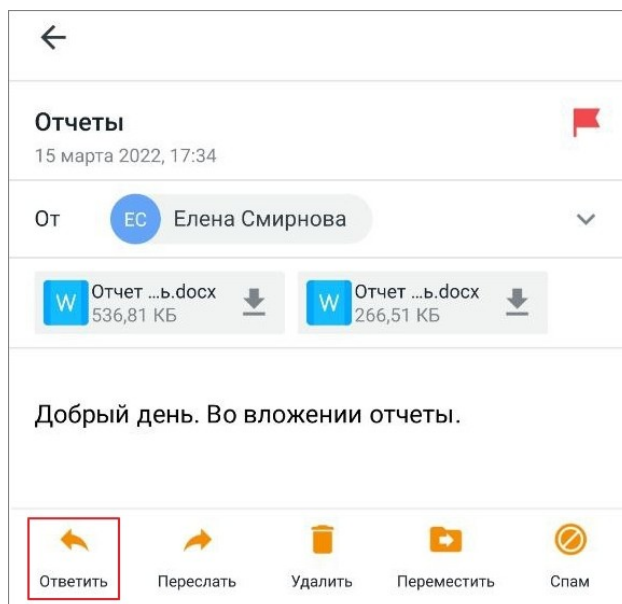 Отчеты
15 марта 2022, 17:34
От ЕС Елена Смирнова
W Отчет ...ь.docx W Отчет ...ь.docx
536,81 КБ 266,51 КБ
Добрый день. Во вложении отчеты.
Ответить Переслать Удалить Переместить Спам